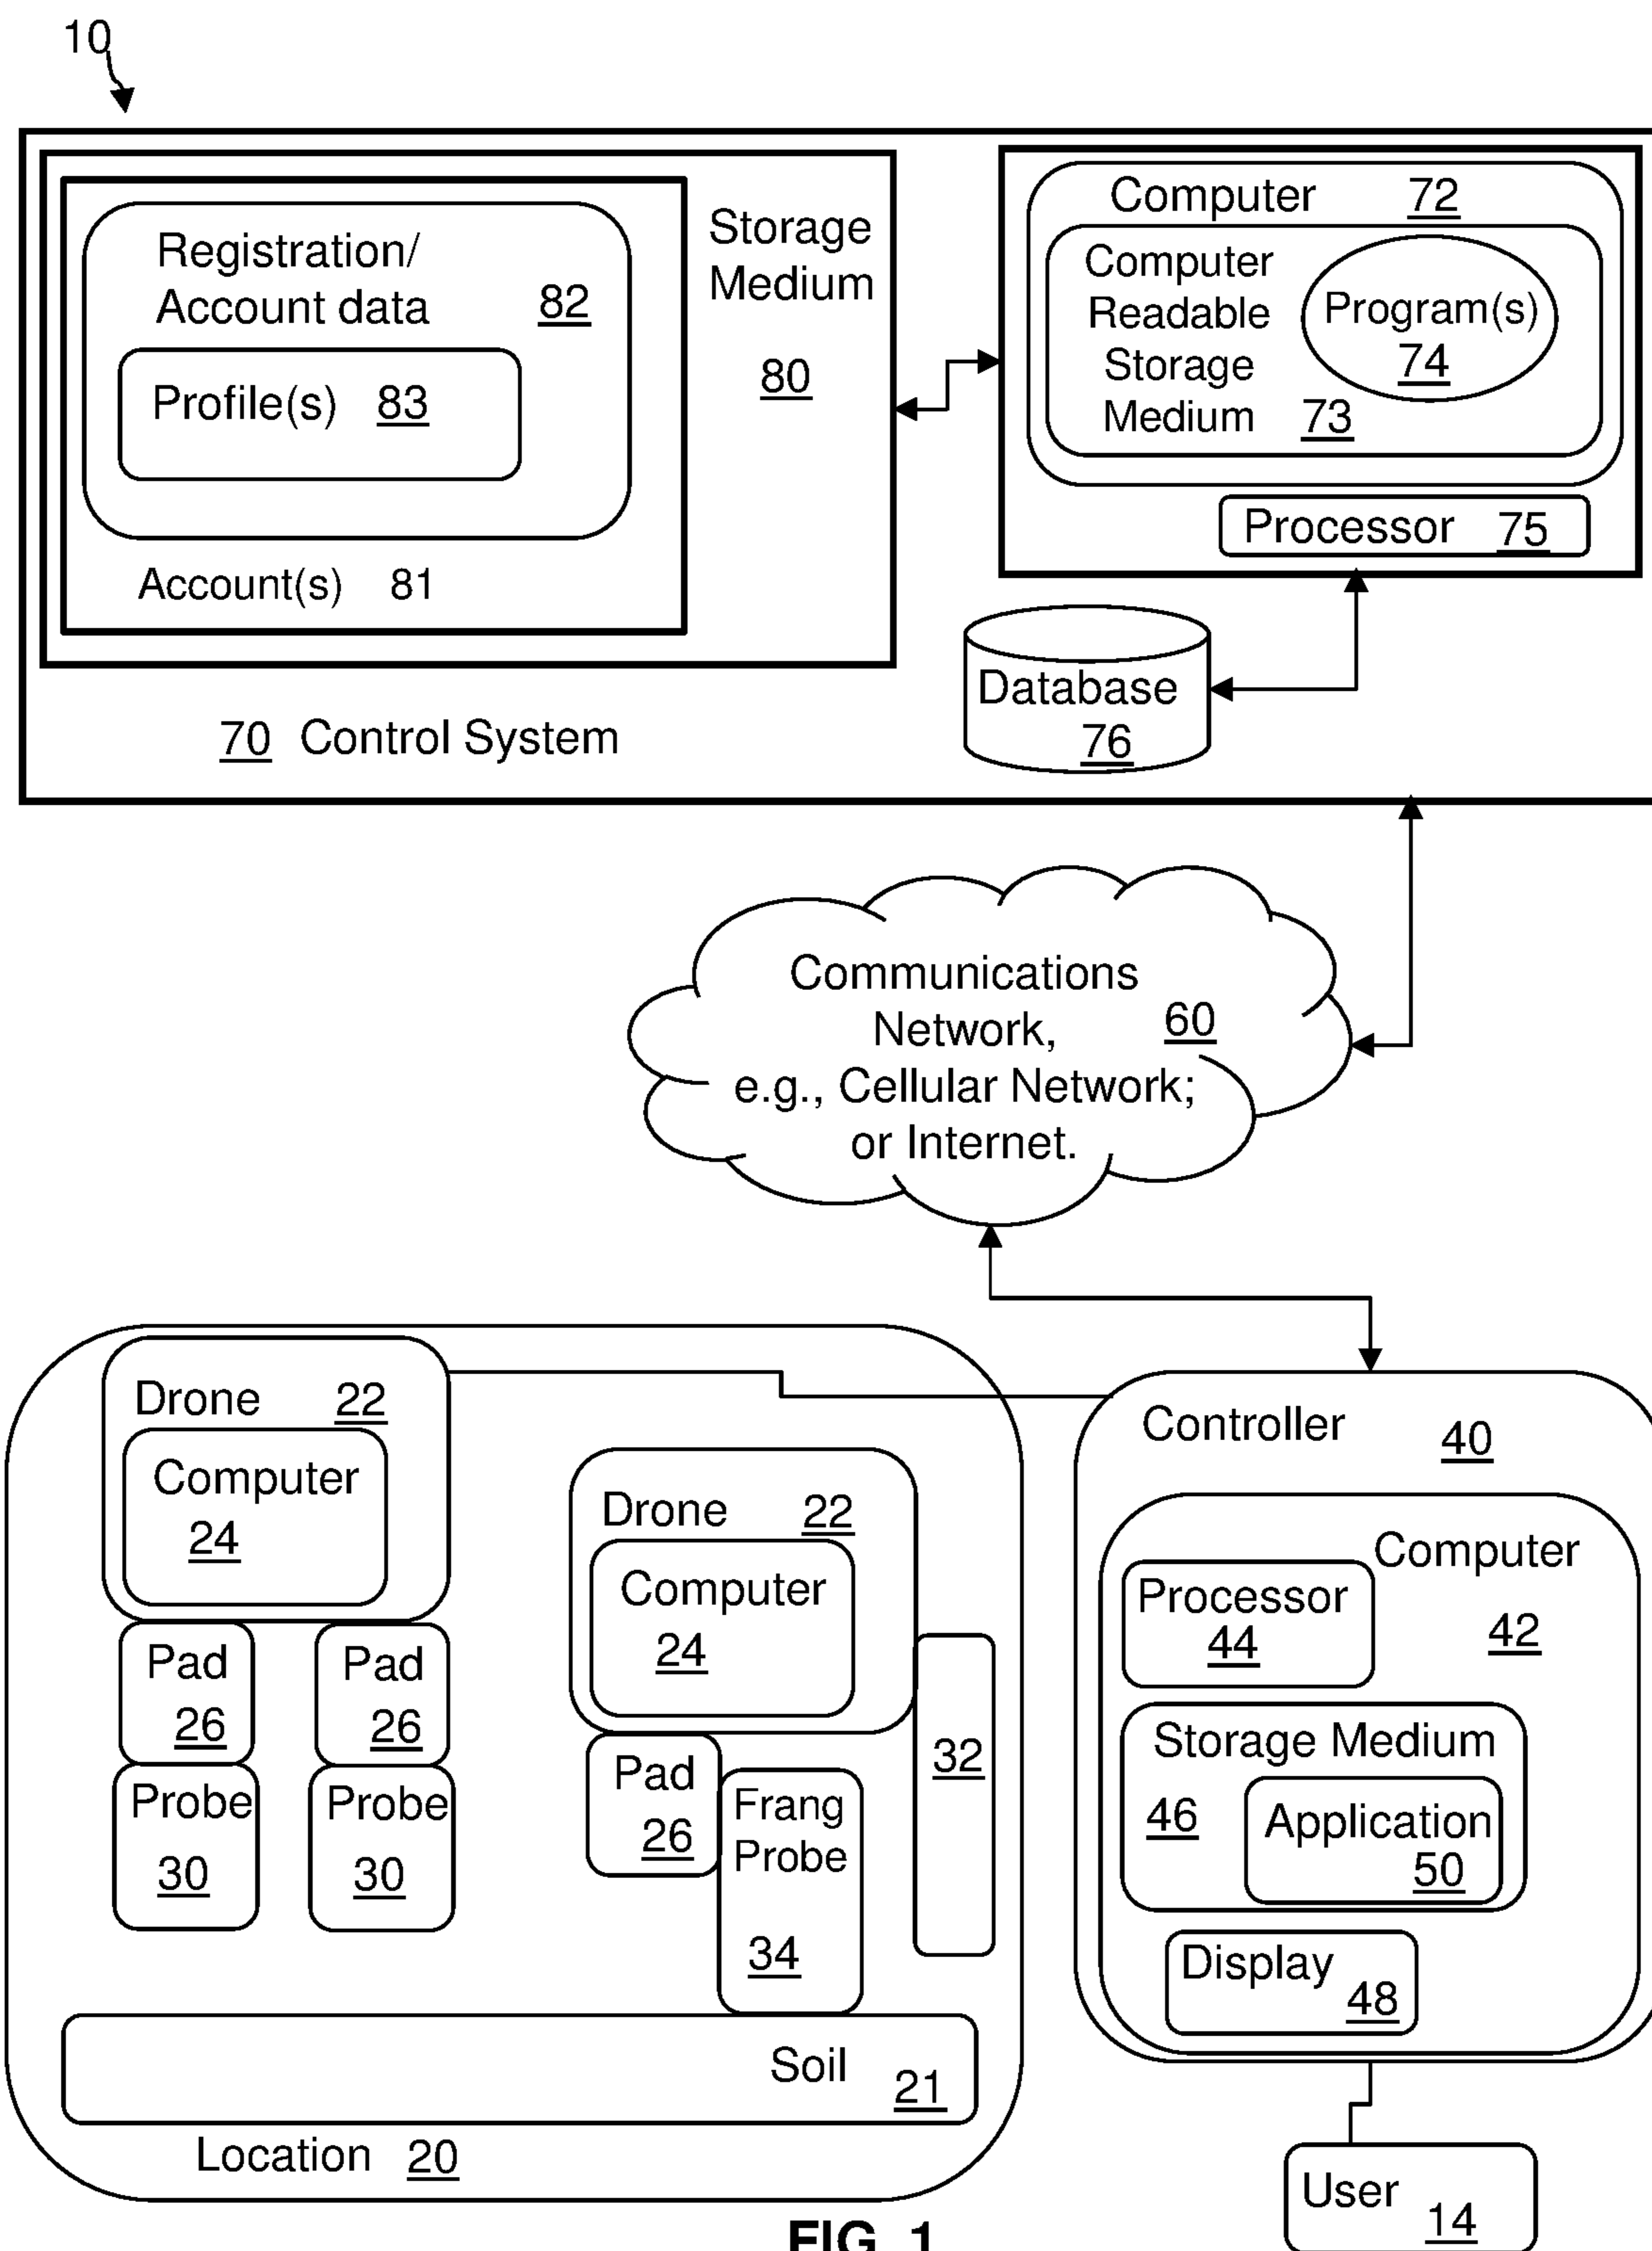 10
Registration/
Account data 82
Profile(s) 83
Account(s) 81
Storage
Medium
80
Computer 72
Computer
Readable
Storage
Medium 73
Program(s)
74
Processor 75
Database
76
70 Control System
Communications
Network, 60
e.g., Cellular Network;
or Internet.
Drone 22
Computer
24
Pad
26
Probe
30
Pad
26
Probe
30
Drone 22
Computer
24
Pad
26
Frang
Probe
34
32
Soil 21
Location 20
Controller 40
Computer
42
Processor
44
Storage Medium
46
Application
50
Display 48
User 14
FIG. 1